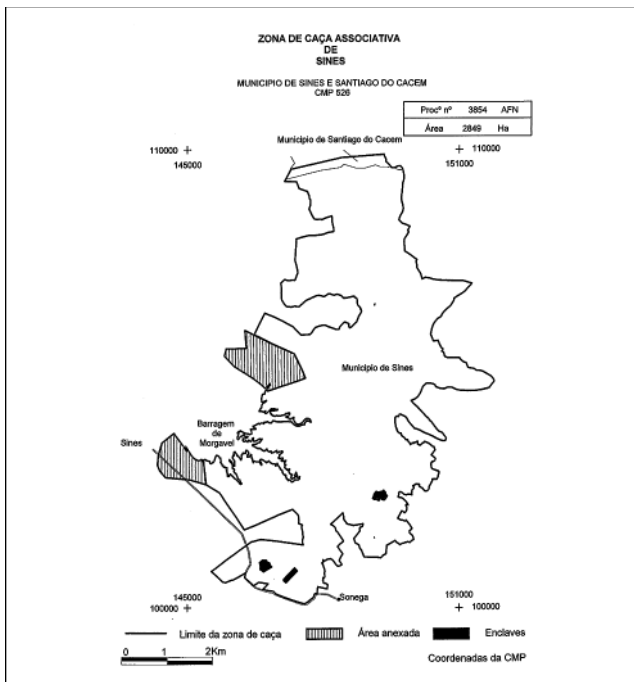 ZONA DE CAÇA ASSOCIATIVA
DE
SINES
MUNICIPIO DE SINES E SANTIAGO DO CACEM
CMP 526
Procº nº 3854 AFN
Área 2849 Ha
Municipio de Santiago do Cacem
110000
145000
110000
151000
Municipio de Sines
Barragem
de
Morgavel
Sines
145000
100000
Sonega
151000
100000
Limite da zona de caça
Área anexada
Enclaves
0 1 2Km
Coordenadas da CMP